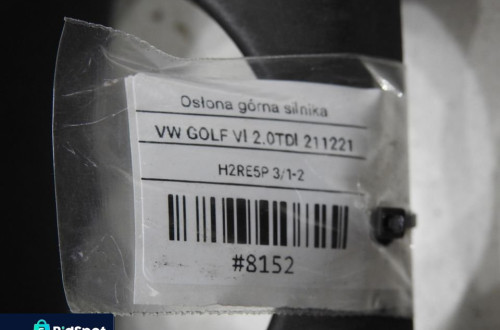 Osłona górna silnika
VW GOLF VI 2.0TDI 211221
H2RE5P 3/1-2
#8152